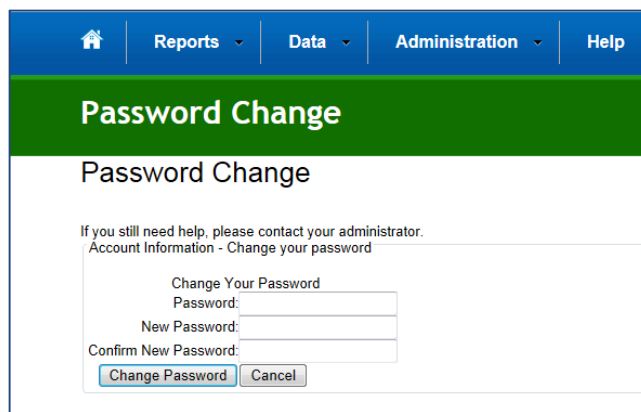 Reports Data Administration Help
Password Change
Password Change
If you still need help, please contact your administrator.
Account Information - Change your password
Change Your Password
Password:
New Password:
Confirm New Password:
Change Password Cancel